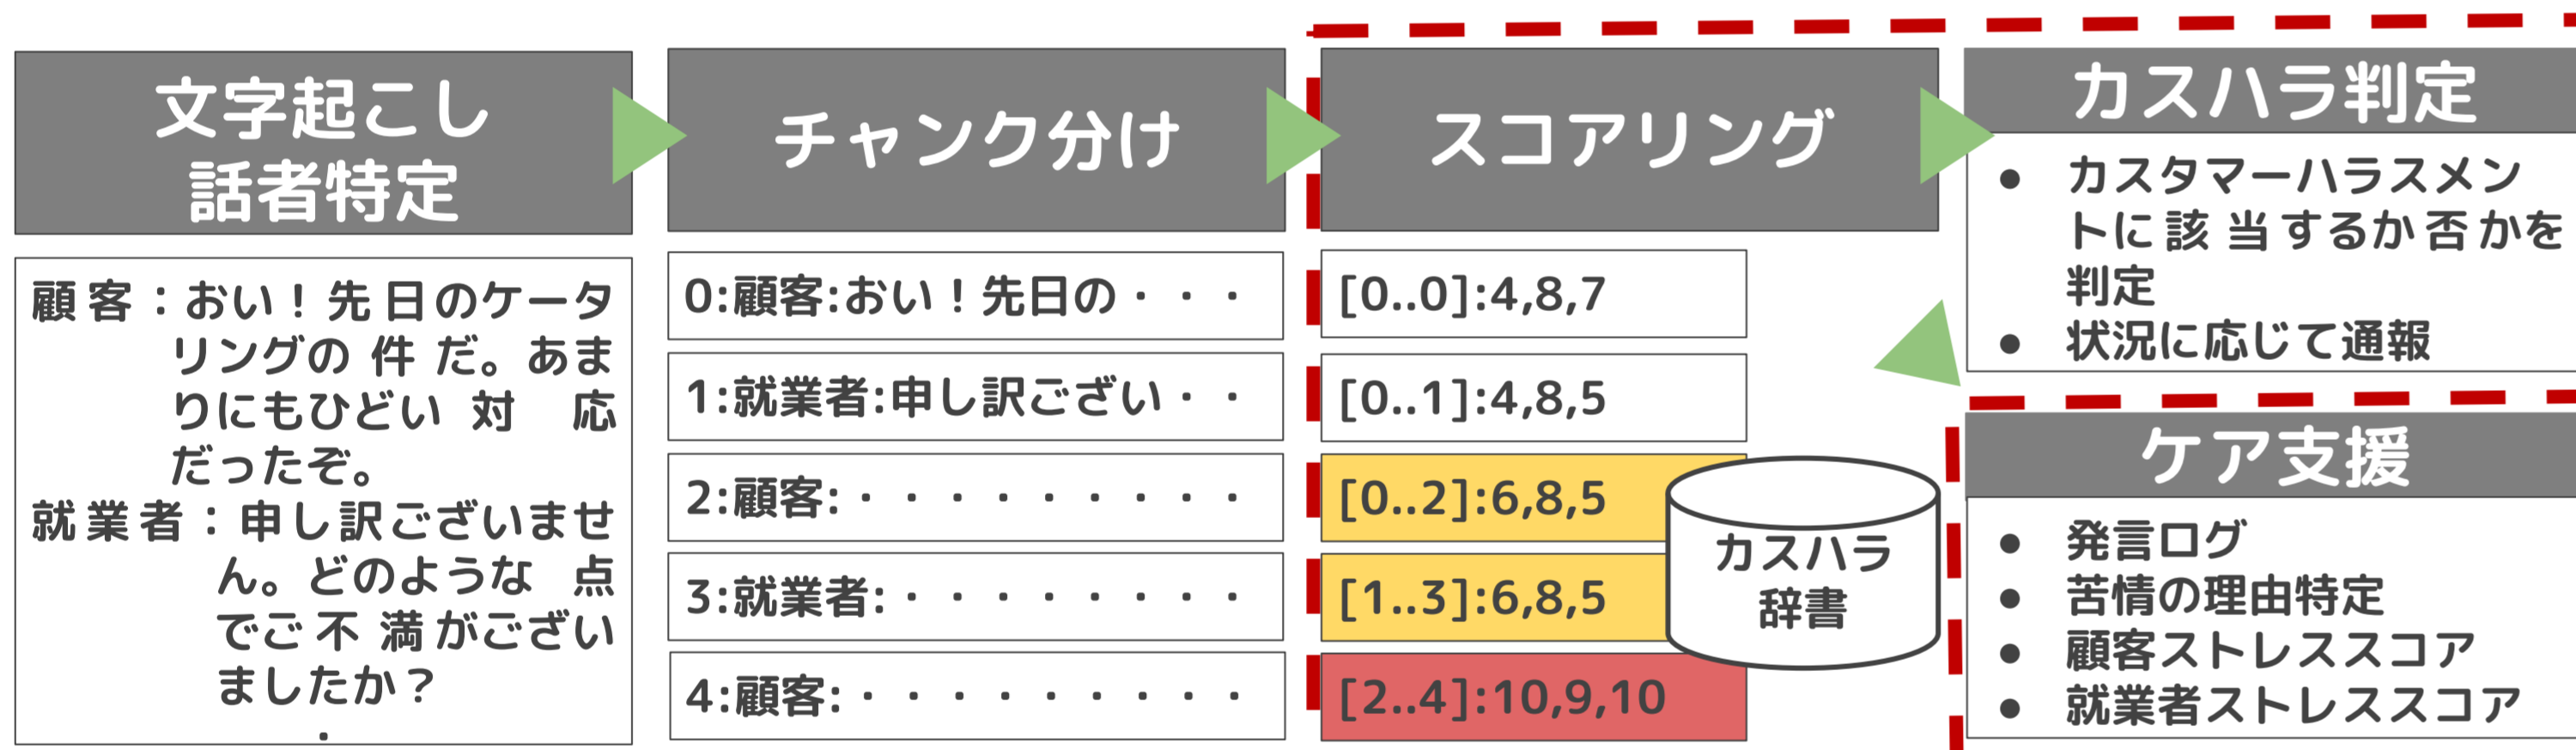 文字起こし
話者特定
顧客：おい！先日のケータ
リングの件だ。あま
りにもひどい対応
だったぞ。
就業者：申し訳ございませ
ん。どのような点
でご不満がござい
ましたか？
・
チャンク分け
0:顧客:おい！先日の・・・
1:就業者:申し訳ござい・・
2:顧客:・・・・・・・・・
3:就業者:・・・・・・・・
4:顧客:・・・・・・・・・
スコアリング
[0..0]:4,8,7
[0..1]:4,8,5
[0..2]:6,8,5
[1..3]:6,8,5
[2..4]:10,9,10
カスハラ
辞書
カスハラ判定
● カスタマーハラスメン
トに該当するか否かを
判定
● 状況に応じて通報
ケア支援
● 発言ログ
● 苦情の理由特定
● 顧客ストレススコア
● 就業者ストレススコア